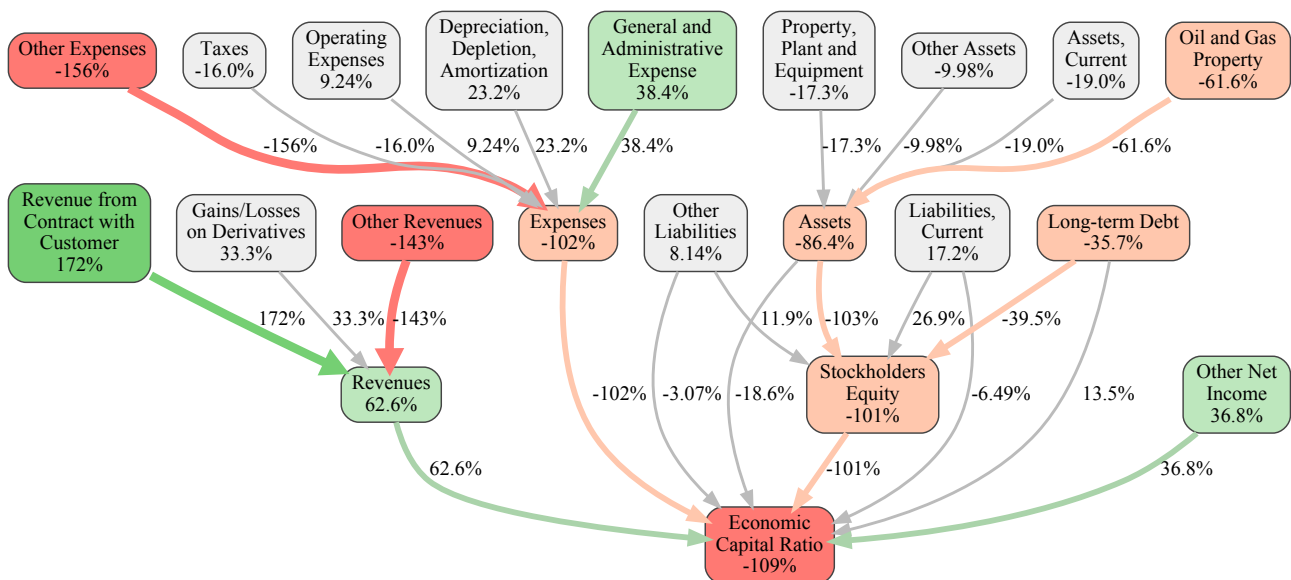 Other Expenses
-156%
Taxes
-16.0%
Operating
Expenses
9.24%
Depreciation,
Depletion,
Amortization
23.2%
General and
Administrative
Expense
38.4%
Property,
Plant and
Equipment
-17.3%
Other Assets
-9.98%
Assets,
Current
-19.0%
Oil and Gas
Property
-61.6%
-156%
-16.0%
9.24%
23.2%
38.4%
-17.3%
-9.98%
-19.0%
-61.6%
Revenue from
Contract with
Customer
172%
Gains/Losses
on Derivatives
33.3%
Other Revenues
-143%
Expenses
-102%
Other
Liabilities
8.14%
Assets
-86.4%
Liabilities,
Current
17.2%
Long-term Debt
-35.7%
172%
33.3%
-143%
11.9%
-103%
26.9%
-39.5%
Revenues
62.6%
-102%
-3.07%
-18.6%
Stockholders
Equity
-101%
-6.49%
13.5%
Other Net
Income
36.8%
62.6%
-101%
36.8%
Economic
Capital Ratio
-109%